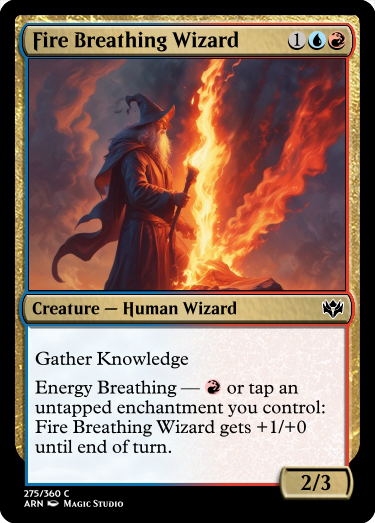 Fire Breathing Wizard 1
Creature — Human Wizard
Gather Knowledge
Energy Breathing — or tap an
untapped enchantment you control:
Fire Breathing Wizard gets +1/+0
until end of turn.
2/3
275/360 C
ARN Magic Studio